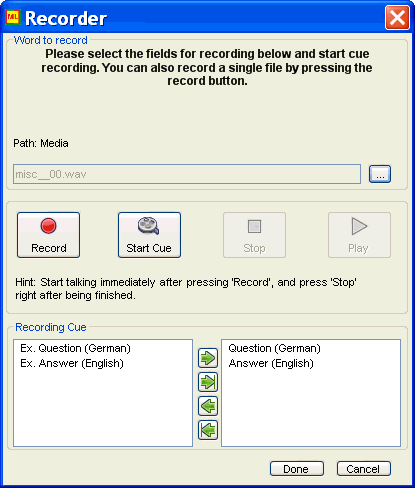 Recorder
Word to record
Please select the fields for recording below and start cue
recording. You can also record a single file by pressing the
record button.
Path: Media
misc__00.wav
...
Record
Start Cue
Stop
Play
Hint: Start talking immediately after pressing 'Record', and press 'Stop'
right after being finished.
Recording Cue
Ex. Question (German)
Ex. Answer (English)
Question (German)
Answer (English)
Done
Cancel